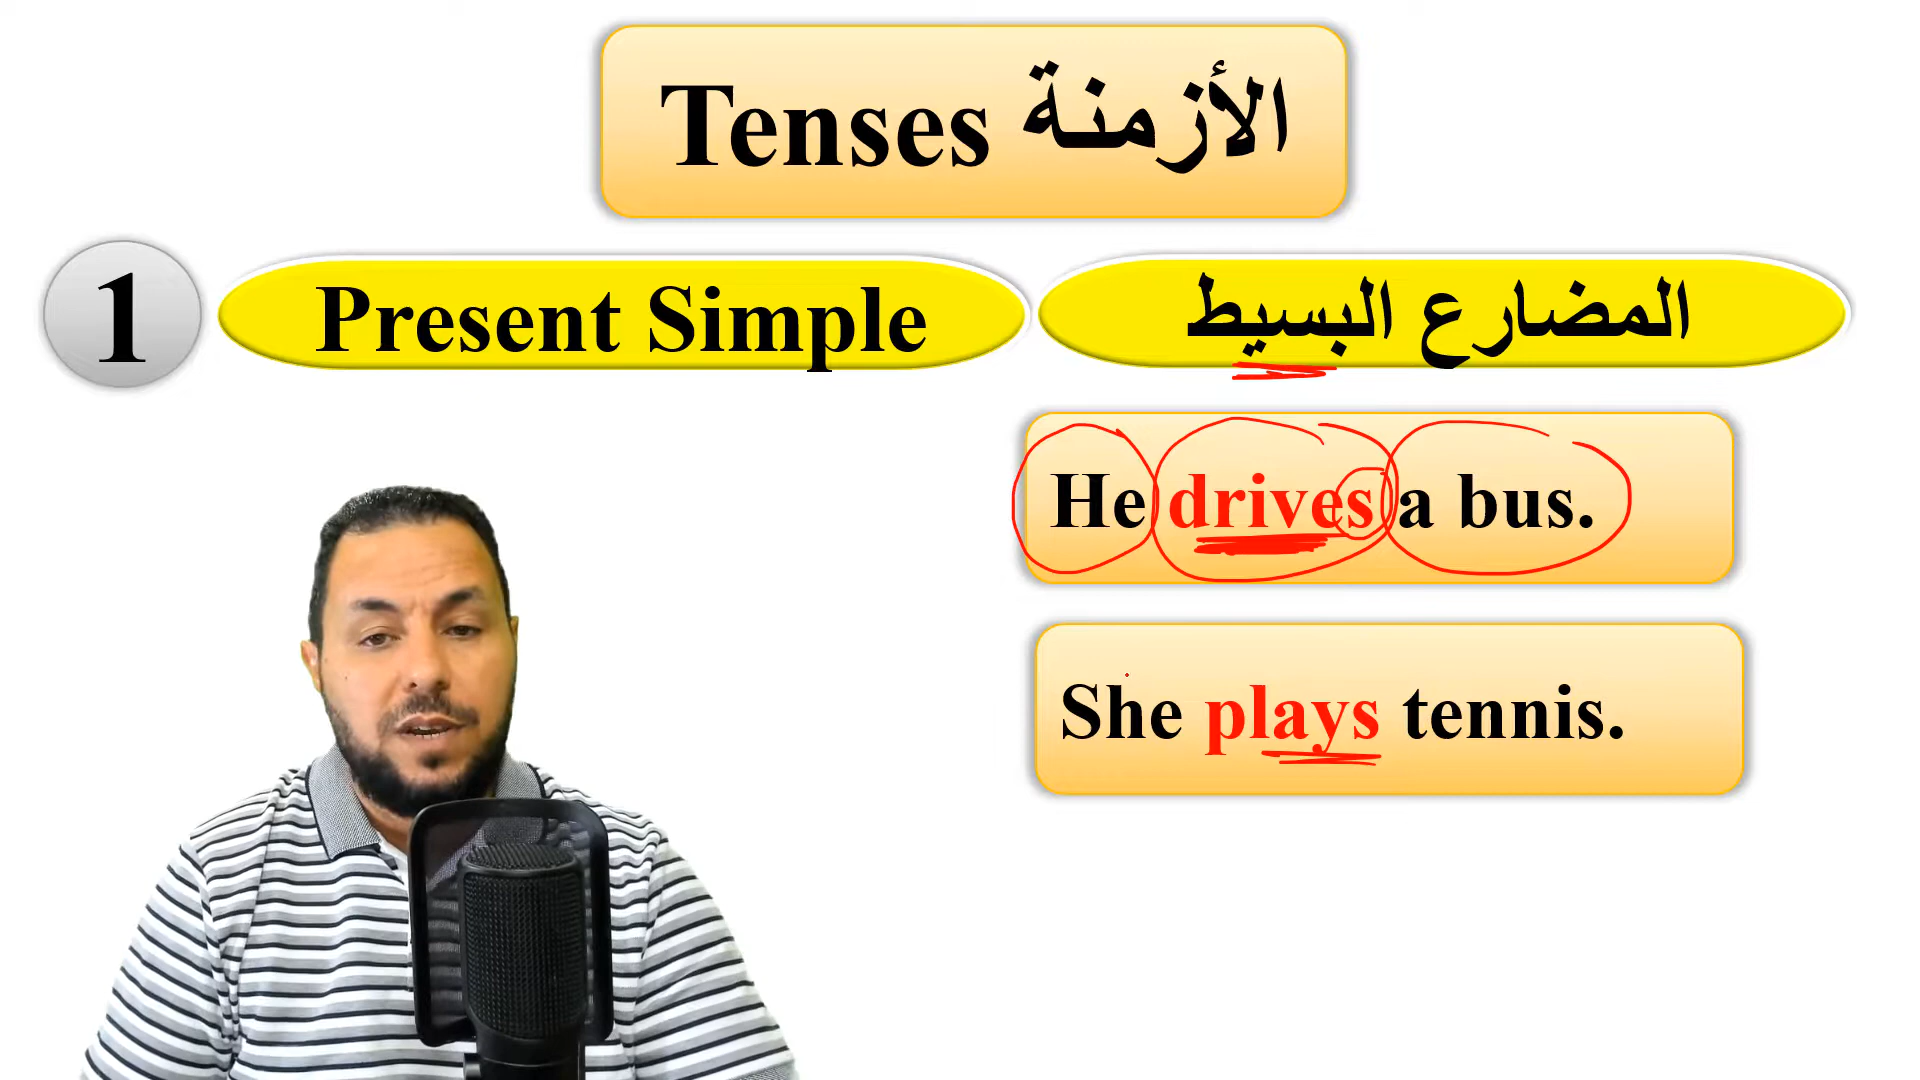 Tenses الأزمنة
1
Present Simple
المضارع البسيط
He drives a bus.
She plays tennis.